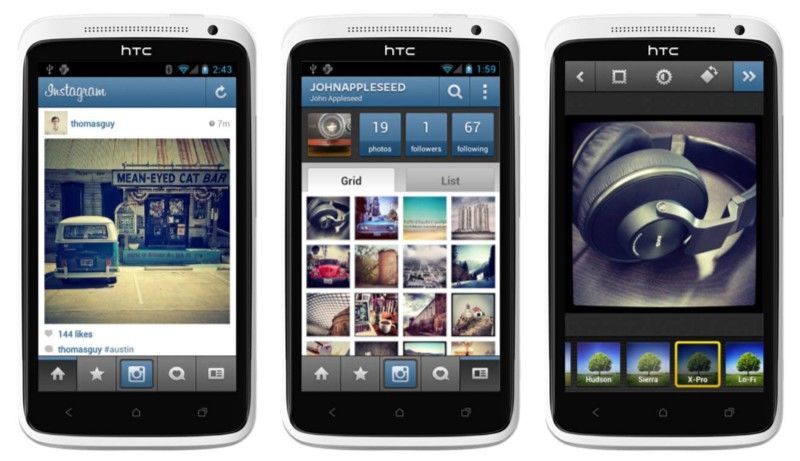 htc
2:43
Instagram
thomasguy
7m
MEAN-EYED CAT BAR
144 likes
thomasguy #austin
htc
1:59
JOHNAPPLESEED
John Appleseed
19
photos
1
followers
67
following
Grid
List
htc
Hudson
Sierra
X-Pro
Lo-Fi